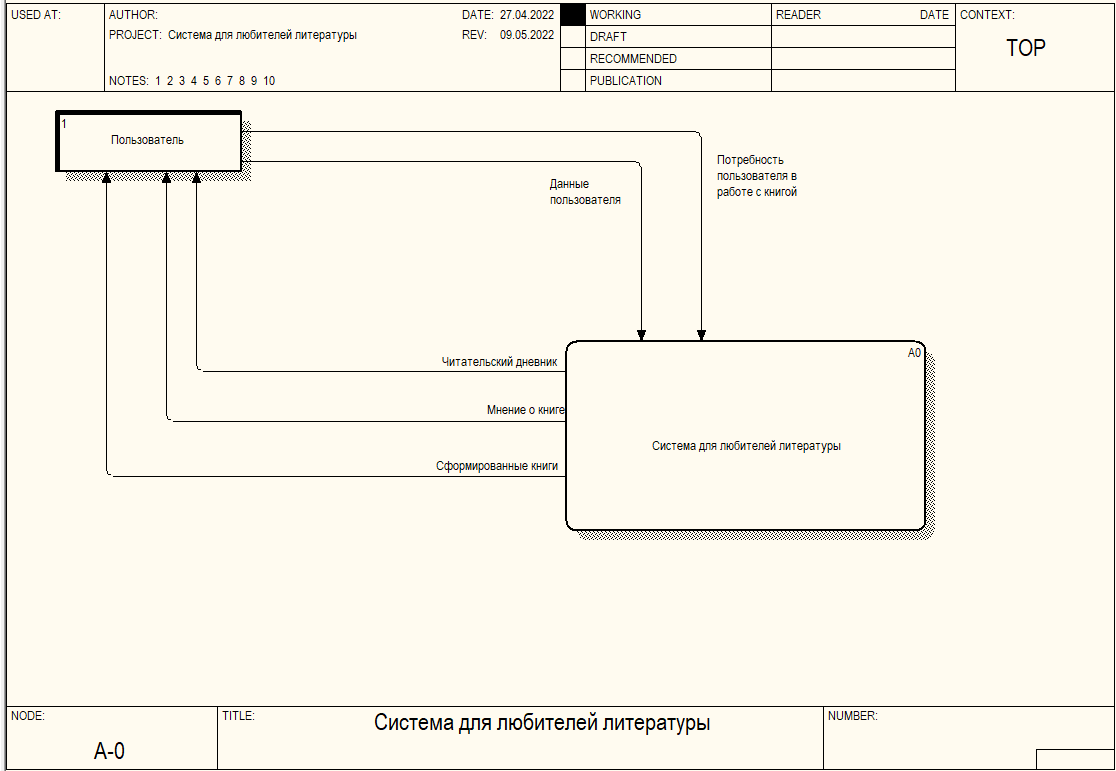 USED AT:
AUTHOR:
DATE: 27.04.2022
WORKING
READER
DATE
CONTEXT:
PROJECT: Система для любителей литературы
REV: 09.05.2022
DRAFT
TOP
RECOMMENDED
NOTES: 1 2 3 4 5 6 7 8 9 10
PUBLICATION
1
Пользователь
Данные
пользователя
Потребность
пользователя в
работе с книгой
Читательский дневник
Мнение о книге
Сформированные книги
A0
Система для любителей литературы
NODE:
A-0
TITLE:
Система для любителей литературы
NUMBER: